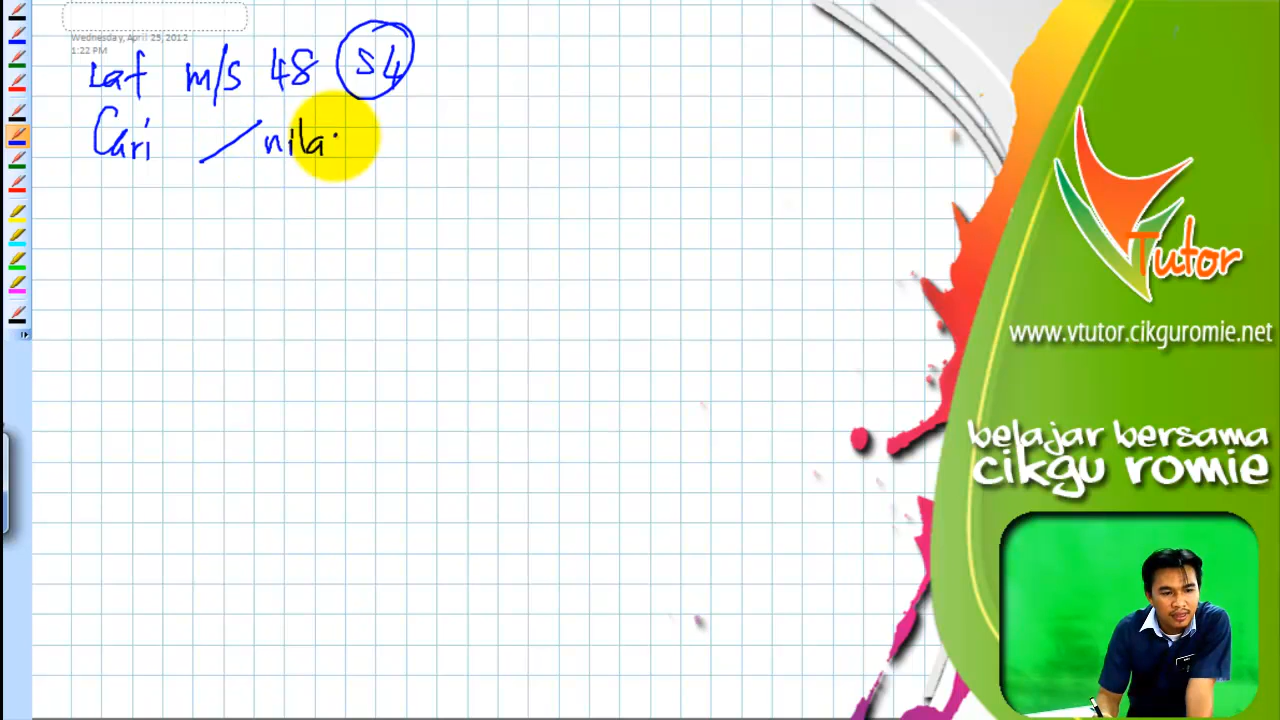 Wednesday, April 25, 2012
1:22 PM
Lat m/s 48 S4
Cari / nila
Tutor
www.vtutor.cikguromie.net
belajar bersama
cikgu romie